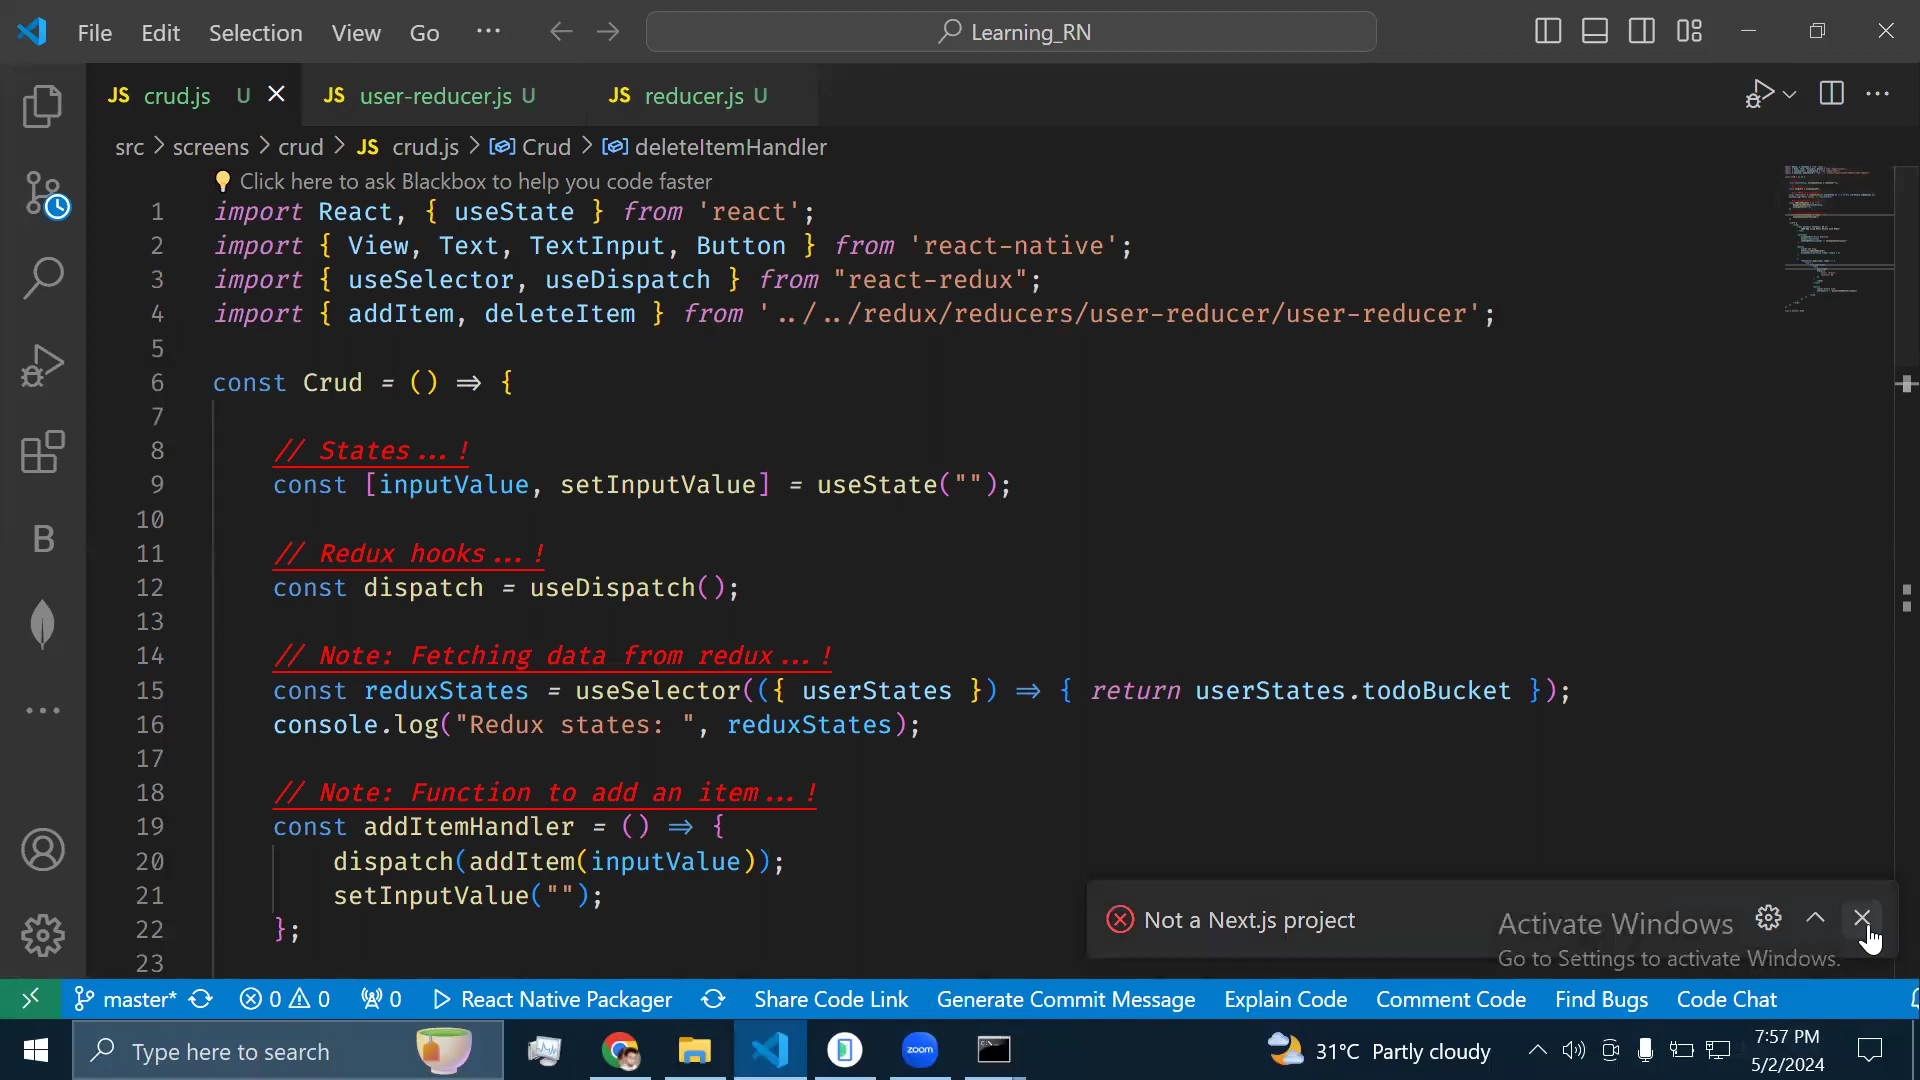 File Edit Selection View Go ... Learning_RN
JS crud.js U JS user-reducer.js U JS reducer.js U
src > screens > crud > JS crud.js > Crud > deleteItemHandler
Click here to ask Blackbox to help you code faster
1 import React, { useState } from 'react';
2 import { View, Text, TextInput, Button } from 'react-native';
3 import { useSelector, useDispatch } from "react-redux";
4 import { addItem, deleteItem } from '../../redux/reducers/user-reducer/user-reducer';
5
6 const Crud = () => {
7
8 // States...!
9 const [inputValue, setInputValue] = useState("");
10
11 // Redux hooks...!
12 const dispatch = useDispatch();
13
14 // Note: Fetching data from redux...!
15 const reduxStates = useSelector(({ userStates }) => { return userStates.todoBucket });
16 console.log("Redux states: ", reduxStates);
17
18 // Note: Function to add an item...!
19 const addItemHandler = () => {
20 dispatch(addItem(inputValue));
21 setInputValue("");
22 };
23
B
Not a Next.js project
Activate Windows
Go to Settings to activate Windows.
master* 0 0 0 React Native Packager Share Code Link Generate Commit Message Explain Code Comment Code Find Bugs Code Chat
Type here to search zoom 31°C Partly cloudy 7:57 PM
5/2/2024